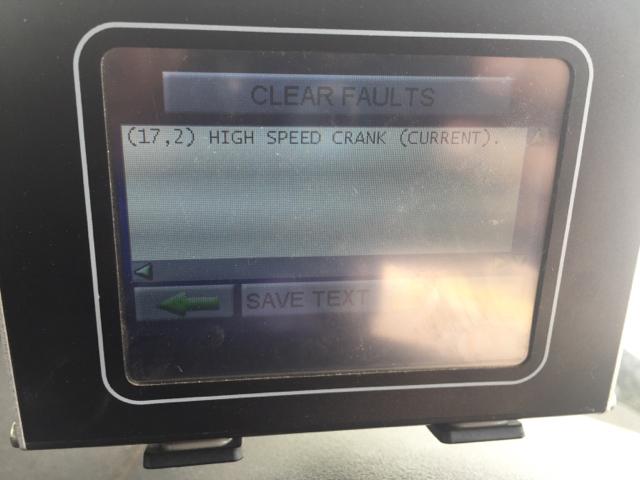 CLEAR FAULTS
(17,2) HIGH SPEED CRANK (CURRENT).
SAVE TEXT